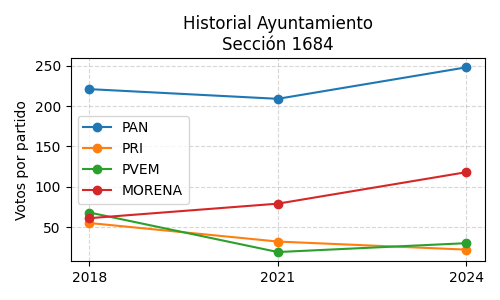 Historial Ayuntamiento
Sección 1684
Votos por partido
250
200
150
100
50
PAN
PRI
PVEM
MORENA
2018
2021
2024